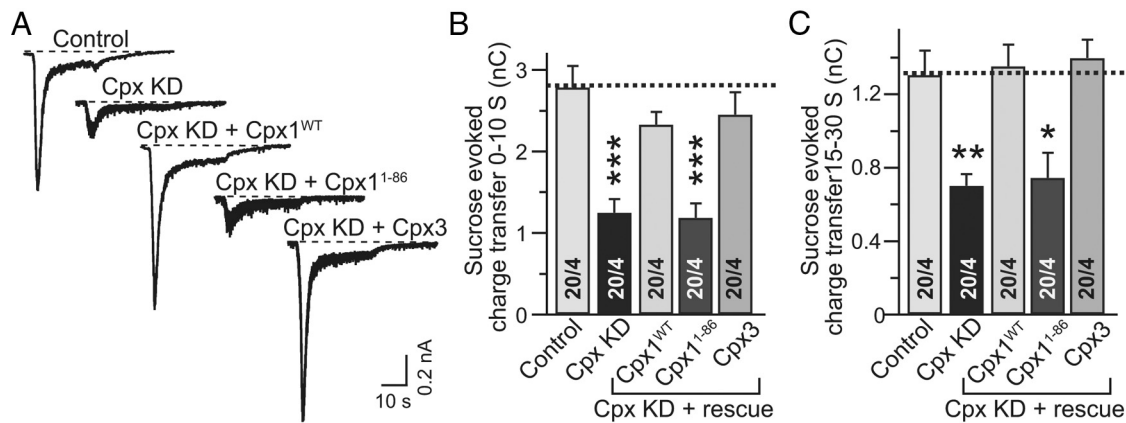 A
Control
Cpx KD
Cpx KD + Cpx1WT
Cpx KD + Cpx11-86
Cpx KD + Cpx3
10 s
0.2 nA
B
Sucrose evoked
charge transfer 0-10 S (nC)
3
2
1
0
***
***
20/4
20/4
20/4
20/4
20/4
Control
Cpx KD
Cpx1WT
Cpx11-86
Cpx3
Cpx KD + rescue
C
Sucrose evoked
charge transfer15-30 S (nC)
1.2
0.8
0.4
0
**
*
20/4
20/4
20/4
20/4
20/4
Control
Cpx KD
Cpx1WT
Cpx11-86
Cpx3
Cpx KD + rescue